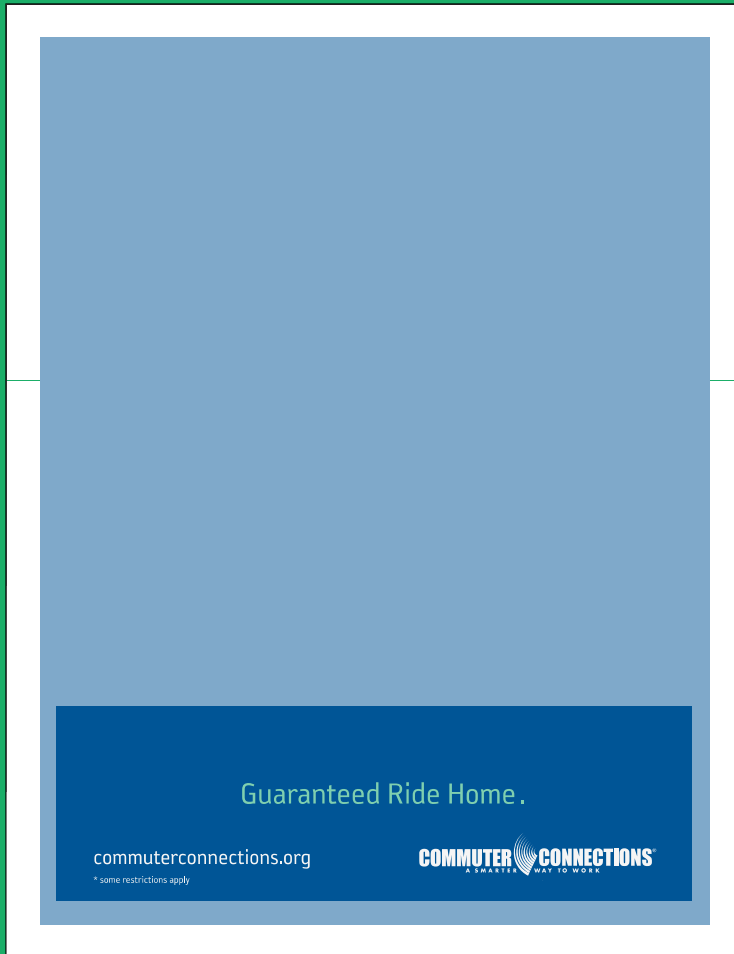 Guaranteed Ride Home.
commuterconnections.org
* some restrictions apply
COMMUTER CONNECTIONS®
A SMARTER WAY TO WORK